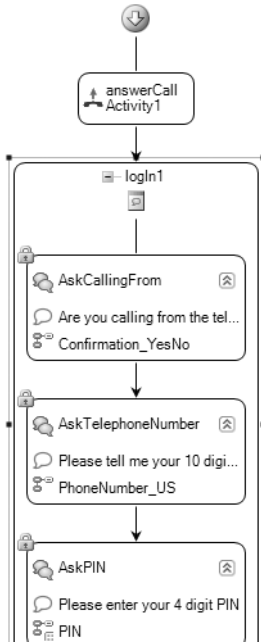 answerCall
Activity1
logIn1
AskCallingFrom
Are you calling from the tel...
Confirmation_YesNo
AskTelephoneNumber
Please tell me your 10 digi...
PhoneNumber_US
AskPIN
Please enter your 4 digit PIN
PIN